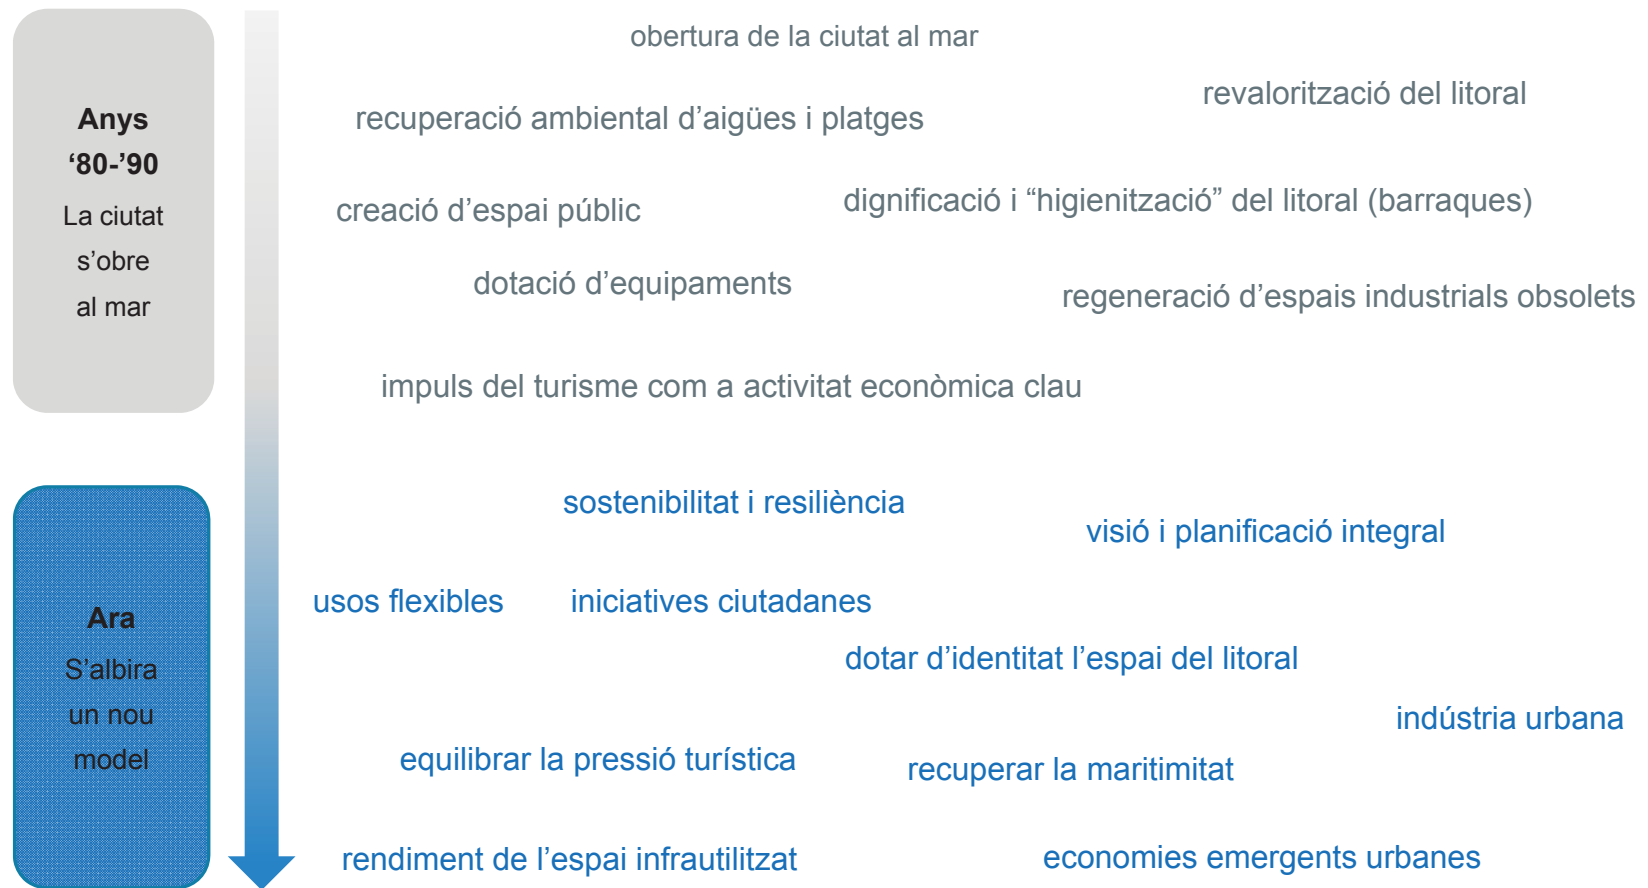 Anys
‘80-’90
La ciutat
s’obre
al mar
obertura de la ciutat al mar
revalorització del litoral
recuperació ambiental d’aigües i platges
dignificació i “higienització” del litoral (barraques)
creació d’espai públic
dotació d’equipaments
regeneració d’espais industrials obsolets
impuls del turisme com a activitat econòmica clau
Ara
S’albira
un nou
model
sostenibilitat i resiliència
visió i planificació integral
usos flexibles
iniciatives ciutadanes
dotar d’identitat l’espai del litoral
indústria urbana
equilibrar la pressió turística
recuperar la maritimitat
rendiment de l’espai infrautilitzat
economies emergents urbanes